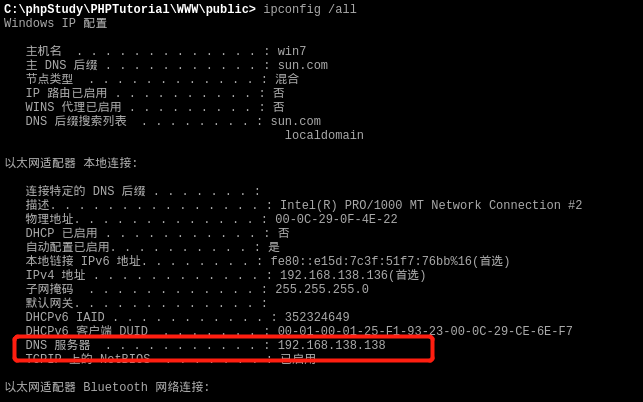 C:\phpStudy\PHPTutorial\WWW\public> ipconfig /all
Windows IP 配置
主机名 . . . . . . . . . . . . . : win7
主 DNS 后缀 . . . . . . . . . . . : sun.com
节点类型 . . . . . . . . . . . . : 混合
IP 路由已启用 . . . . . . . . . . : 否
WINS 代理已启用 . . . . . . . . . : 否
DNS 后缀搜索列表 . . . . . . . . : sun.com
localdomain
以太网适配器 本地连接:
连接特定的 DNS 后缀 . . . . . . . :
描述. . . . . . . . . . . . . . . : Intel(R) PRO/1000 MT Network Connection #2
物理地址. . . . . . . . . . . . . : 00-0C-29-0F-4E-22
DHCP 已启用 . . . . . . . . . . . : 否
自动配置已启用. . . . . . . . . . : 是
本地链接 IPv6 地址. . . . . . . . : fe80::e15d:7c3f:51f7:76bb%16(首选)
IPv4 地址 . . . . . . . . . . . . : 192.168.138.136(首选)
子网掩码 . . . . . . . . . . . . : 255.255.255.0
默认网关. . . . . . . . . . . . . :
DHCPv6 IAID . . . . . . . . . . . : 352324649
DHCPv6 客户端 DUID . . . . . . . : 00-01-00-01-25-F1-93-23-00-0C-29-CE-6E-F7
DNS 服务器 . . . . . . . . . . . : 192.168.138.138
TCPIP 上的 NetBIOS . . . . . . . : 已启用
以太网适配器 Bluetooth 网络连接: